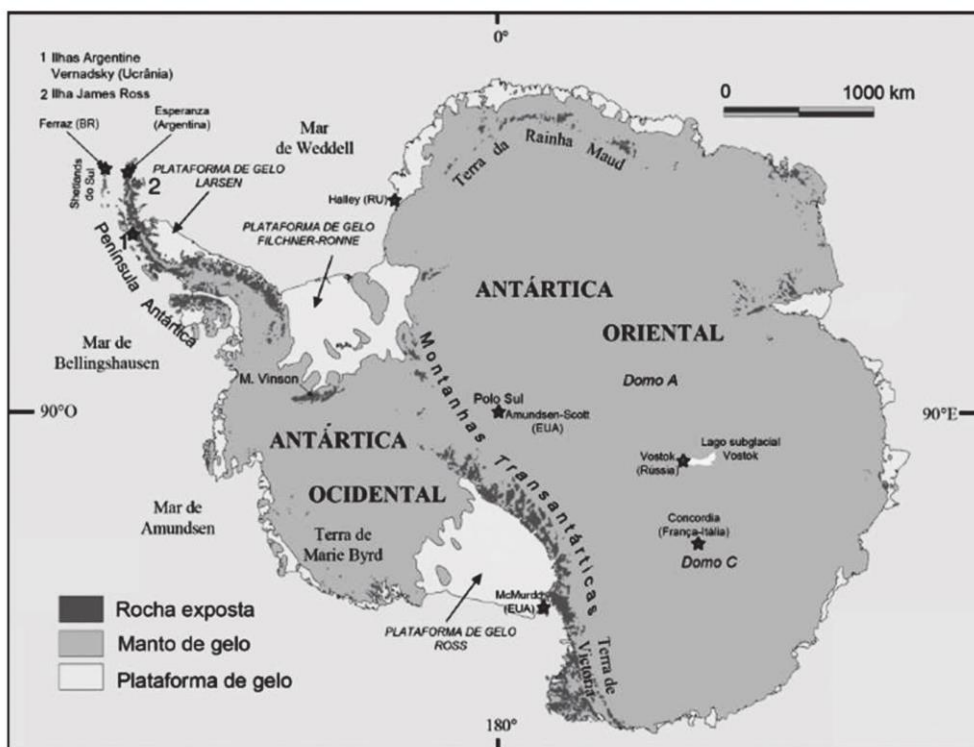 0°
1 Ilhas Argentine
Vernadsky (Ucrânia)
2 Ilha James Ross
Ferraz (BR)
Esperanza
(Argentina)
Mar
de Weddell
0
1000 km
Terra da Rainha Maud
Shetlands
do Sul
2
PLATAFORMA DE GELO
LARSEN
Halley (RU)
1
PLATAFORMA DE GELO
FILCHNER-RONNE
Península Antártica
ANTÁRTICA
ORIENTAL
Mar de
Bellingshausen
M. Vinson
Montanhas Transantárticas
Domo A
90°O
Polo Sul
Amundsen-Scott
(EUA)
90°E
ANTÁRTICA
OCIDENTAL
Vostok
(Rússia)
Lago subglacial
Vostok
Mar de
Amundsen
Terra de
Marie Byrd
Concordia
(França-Itália)
Domo C
McMurdo
(EUA)
PLATAFORMA DE GELO
ROSS
Terra de
Victória
Rocha exposta
Manto de gelo
Plataforma de gelo
180°